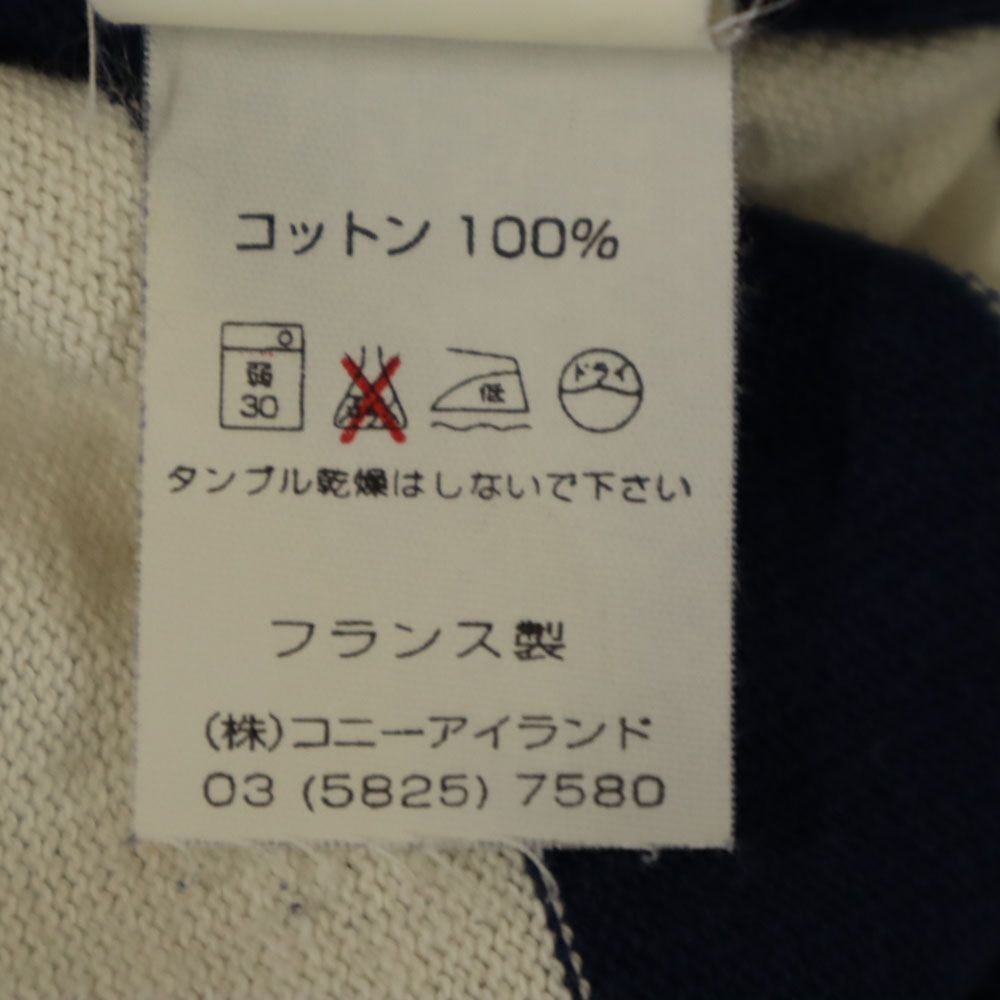 コットン 100%
弱
30
低
ドライ
タンブル乾燥はしないで下さい
フランス製
(株)コニーアイランド
03 (5825) 7580